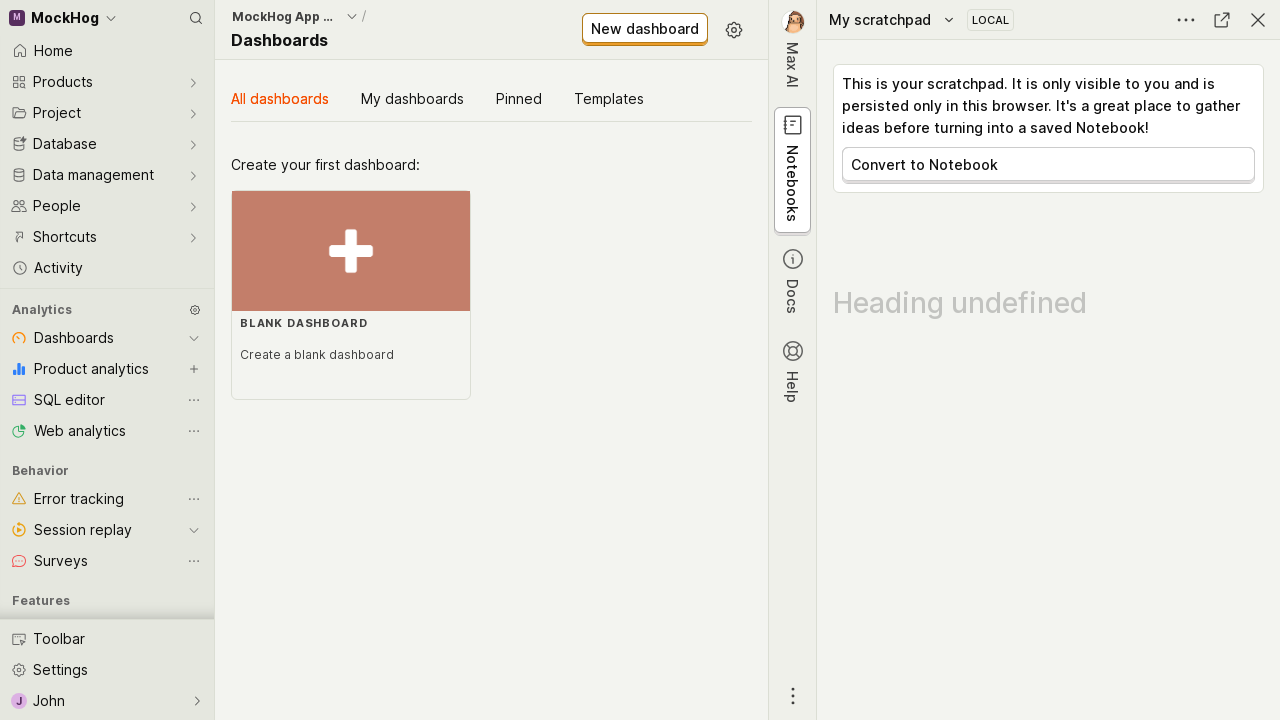 M MockHog
Home
Products
Project
Database
Data management
People
Shortcuts
Activity
Analytics
Dashboards
Product analytics
SQL editor
Web analytics
Behavior
Error tracking
Session replay
Surveys
Features
Toolbar
Settings
J John
MockHog App ... /
Dashboards
New dashboard
All dashboards My dashboards Pinned Templates
Create your first dashboard:
BLANK DASHBOARD
Create a blank dashboard
Max AI
Notebooks
Docs
Help
My scratchpad LOCAL
This is your scratchpad. It is only visible to you and is
persisted only in this browser. It's a great place to gather
ideas before turning into a saved Notebook!
Convert to Notebook
Heading undefined